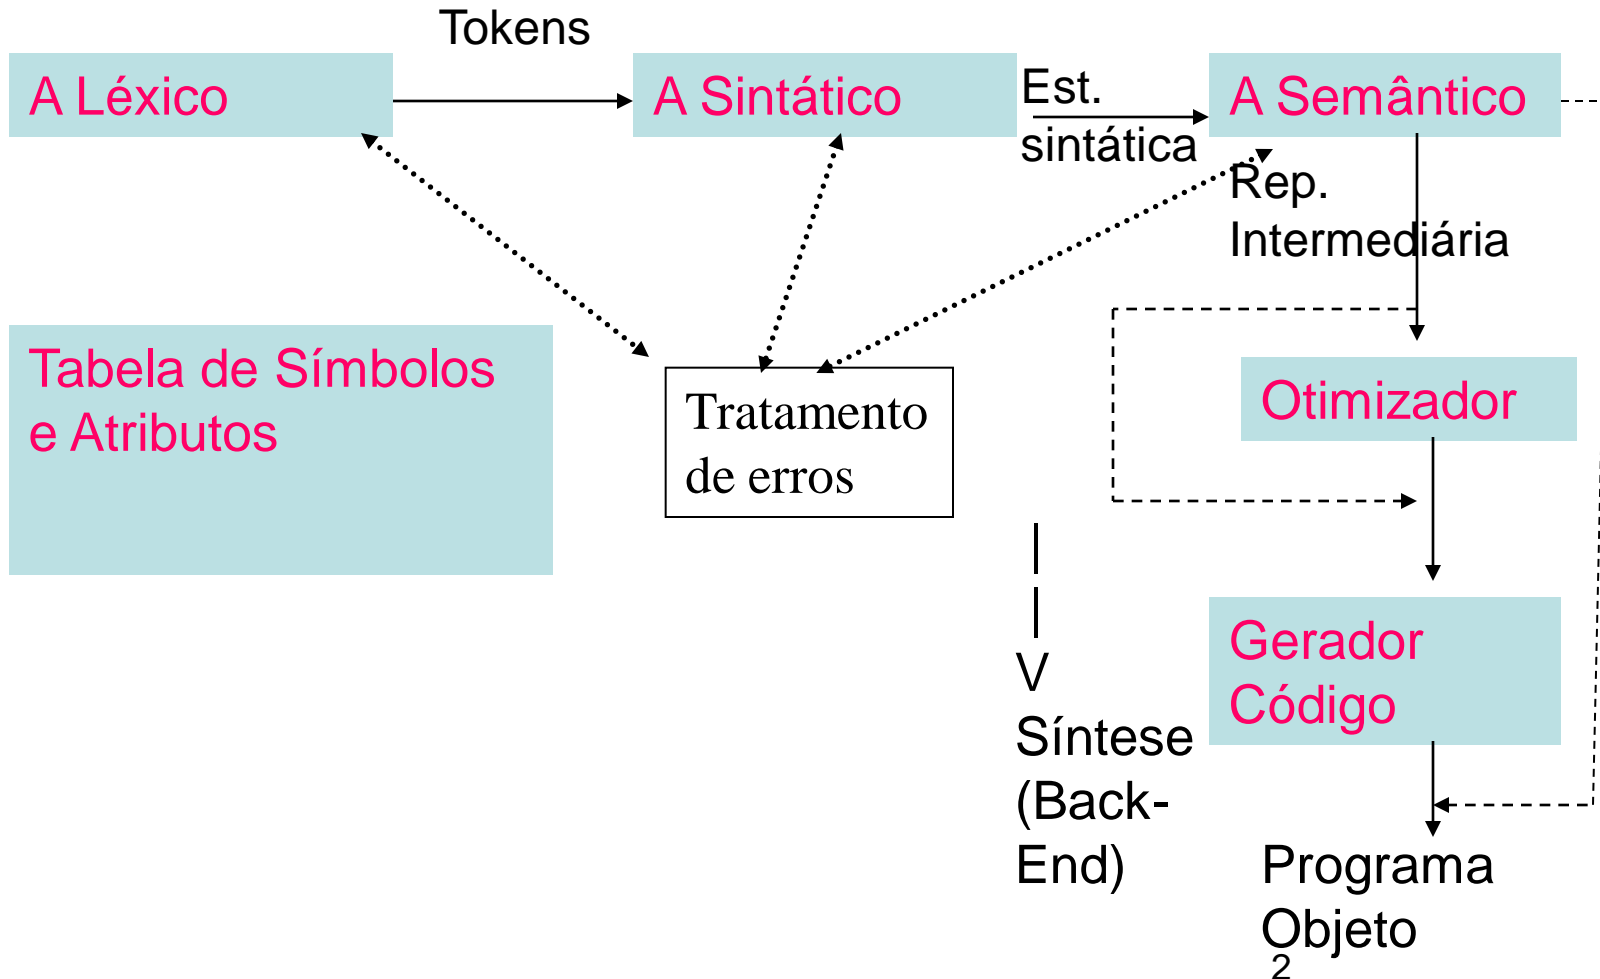 Tokens
A Léxico
A Sintático
Est.
sintática
A Semântico
Rep.
Intermediária
Tabela de Símbolos
e Atributos
Tratamento
de erros
Otimizador
|
|
V
Síntese
(Back-
End)
Gerador
Código
Programa
Objeto
2